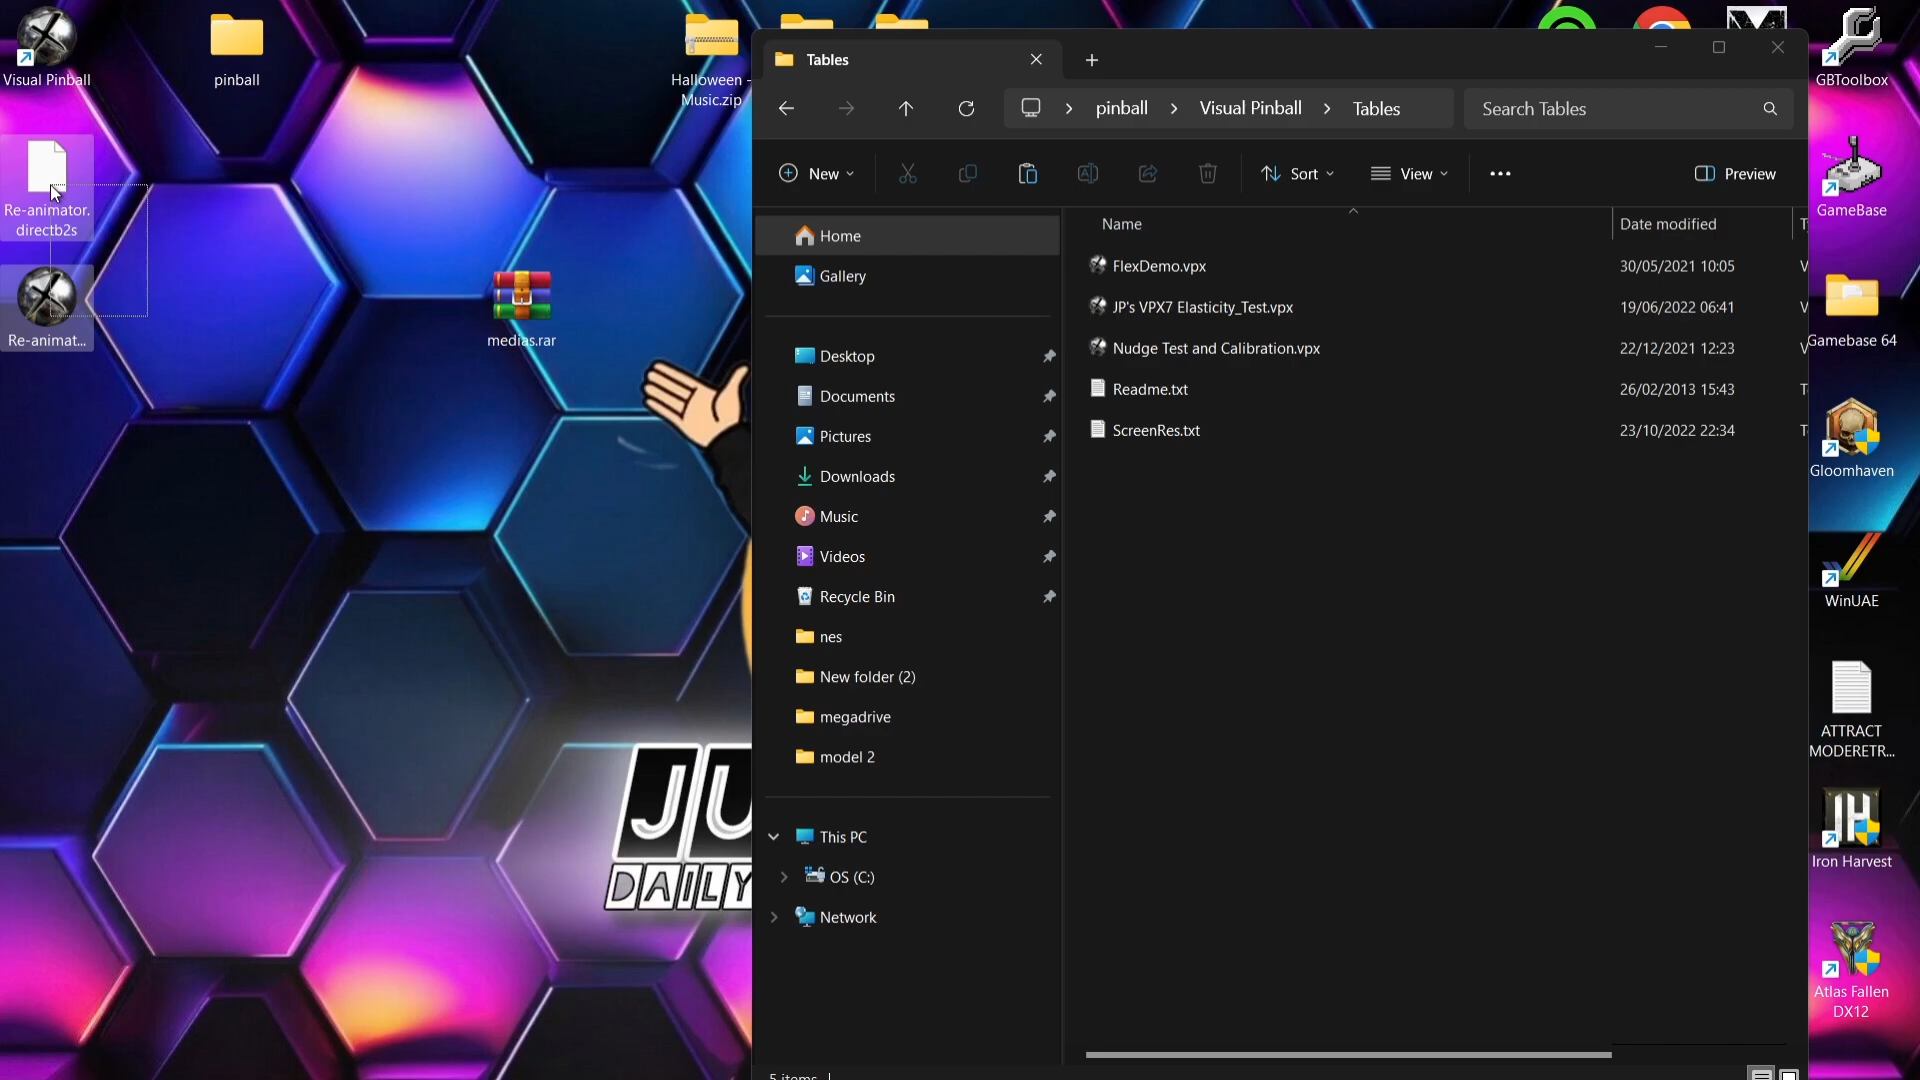 Visual Pinball
pinball
Halloween -
Music.zip
Re-animator.
directb2s
Re-animat...
medias.rar
JU
DAILY
Tables
pinball
Visual Pinball
Tables
Search Tables
New
Sort
View
Preview
Name
Date modified
Home
Gallery
Desktop
Documents
Pictures
Downloads
Music
Videos
Recycle Bin
nes
New folder (2)
megadrive
model 2
This PC
OS (C:)
Network
FlexDemo.vpx 30/05/2021 10:05
JP's VPX7 Elasticity_Test.vpx 19/06/2022 06:41
Nudge Test and Calibration.vpx 22/12/2021 12:23
Readme.txt 26/02/2013 15:43
ScreenRes.txt 23/10/2022 22:34
5 items
GBToolbox
GameBase
Gamebase 64
Gloomhaven
WinUAE
ATTRACT
MODERETR...
IH
Iron Harvest
Atlas Fallen
DX12